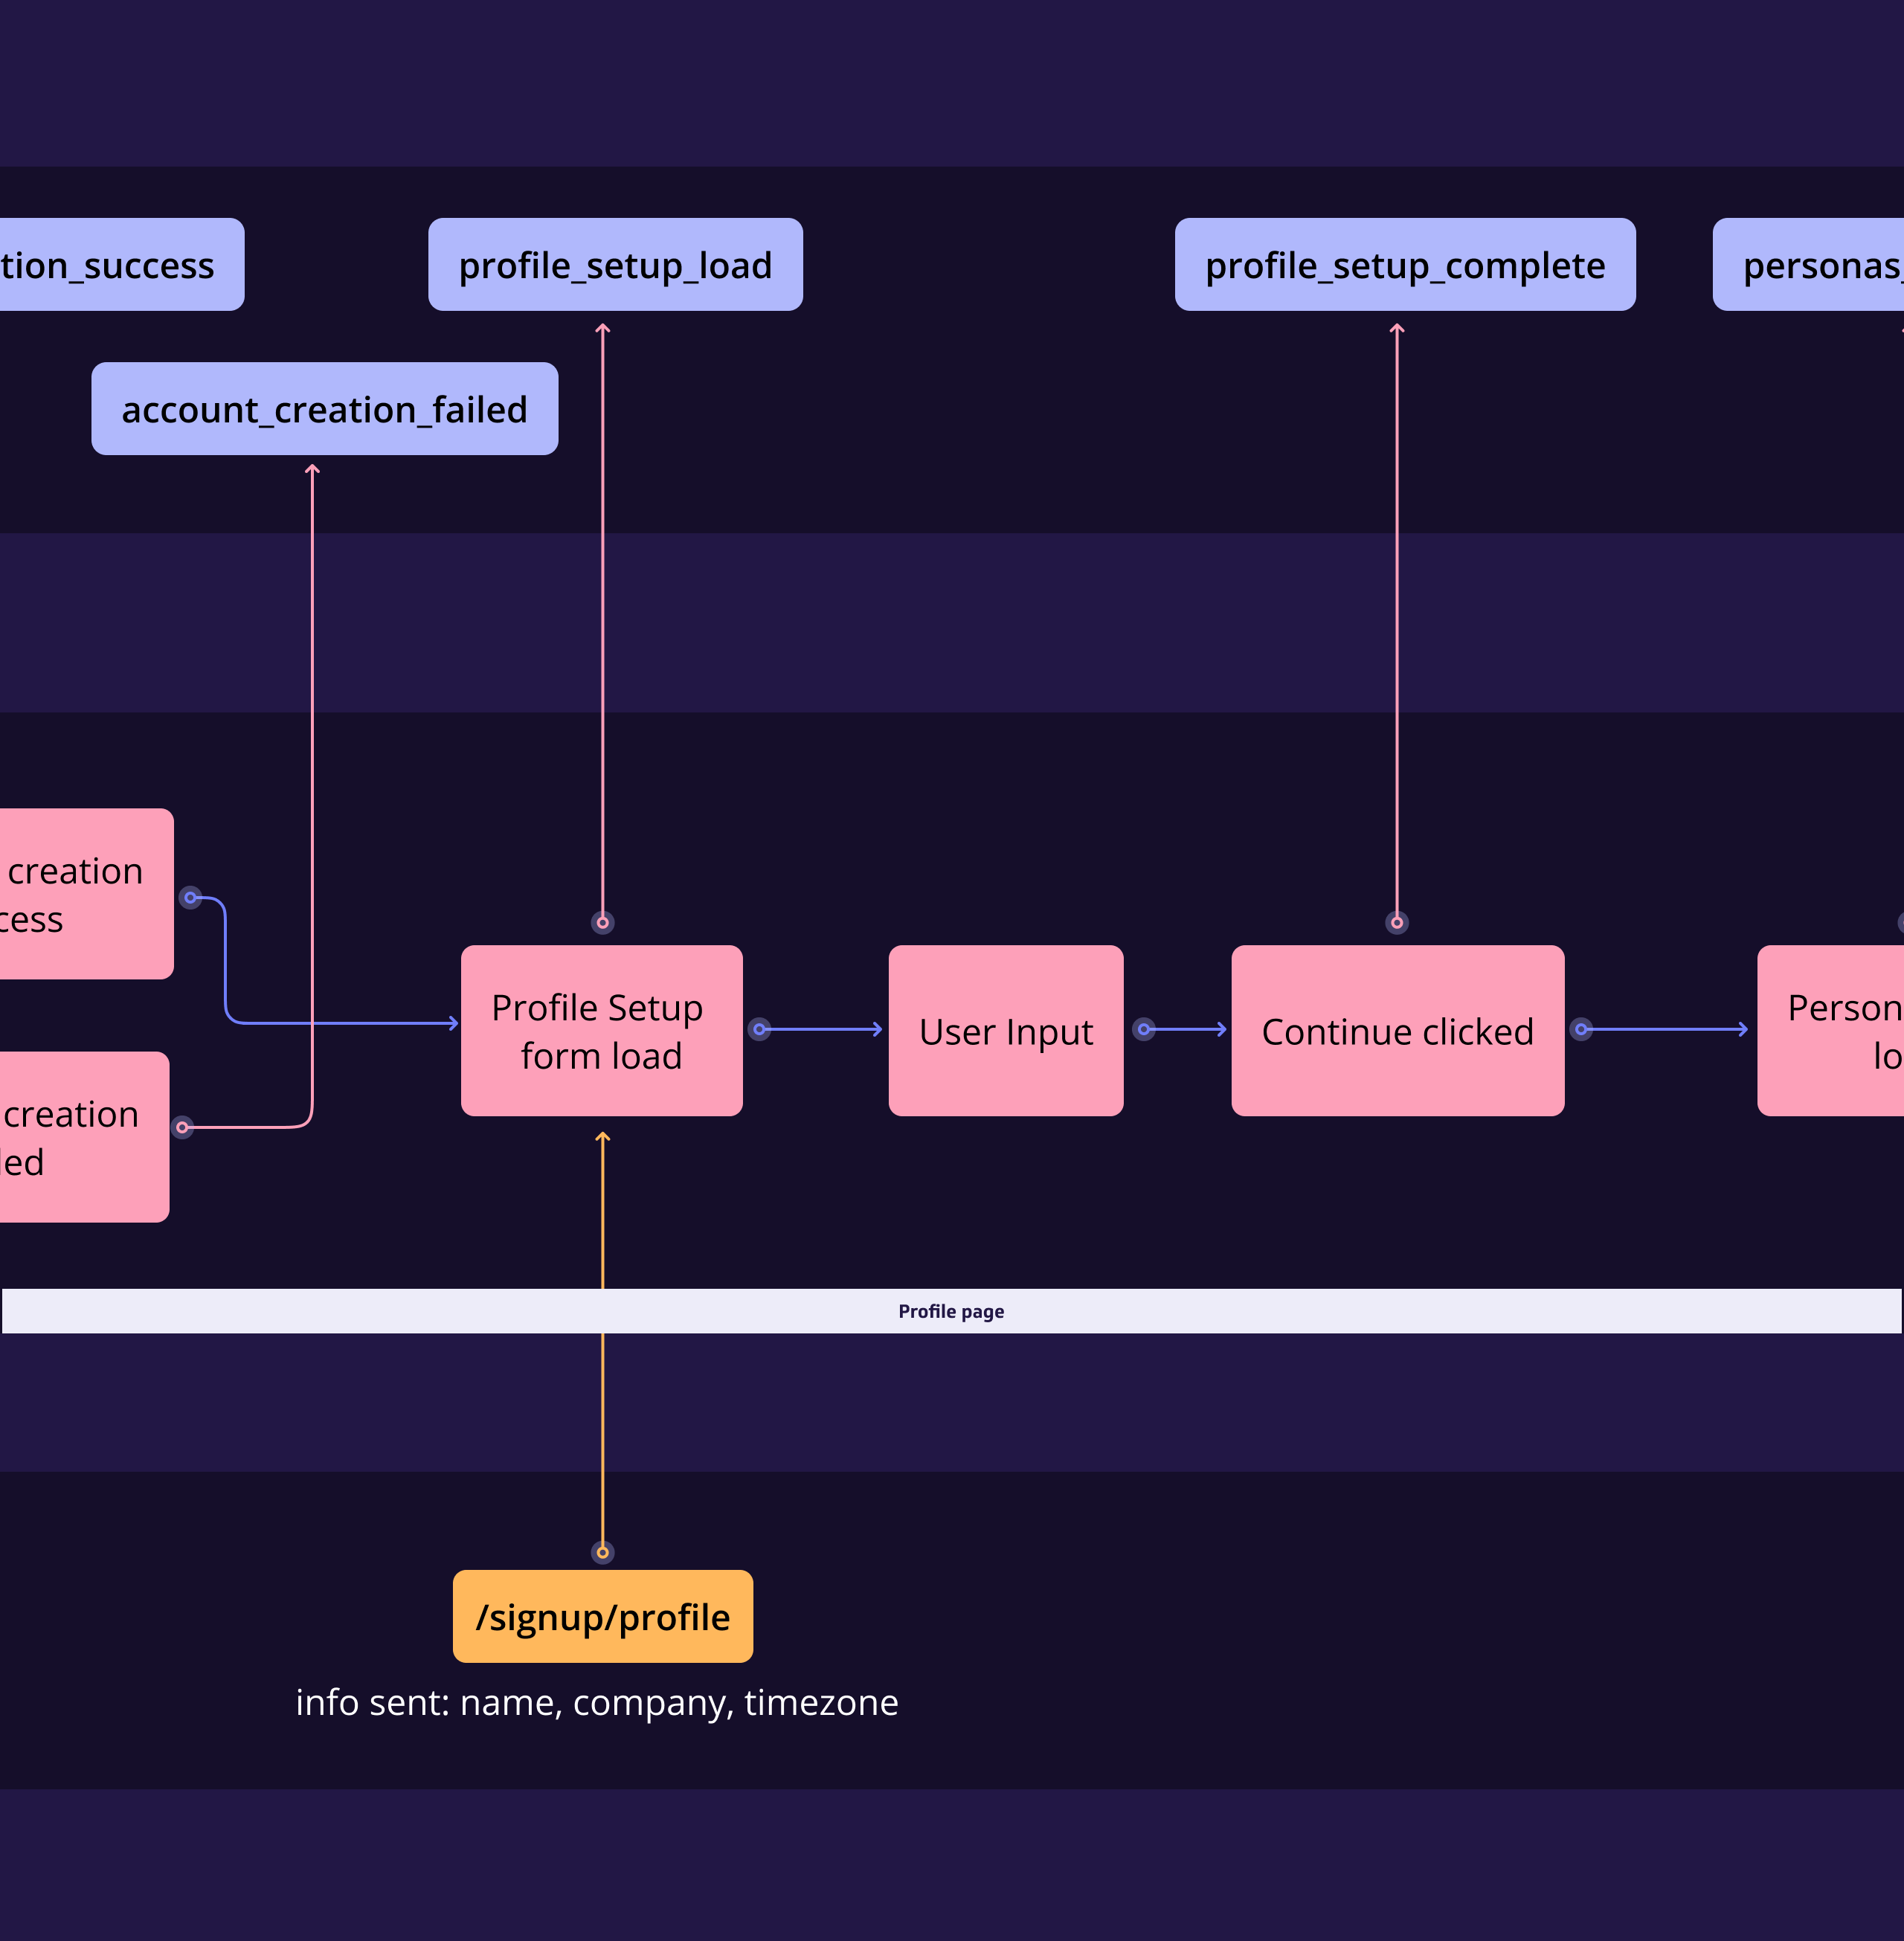 tion_success
profile_setup_load
profile_setup_complete
personas_
account_creation_failed
creation
cess
Profile Setup
form load
User Input
Continue clicked
Person
lo
creation
led
Profile page
/signup/profile
info sent: name, company, timezone